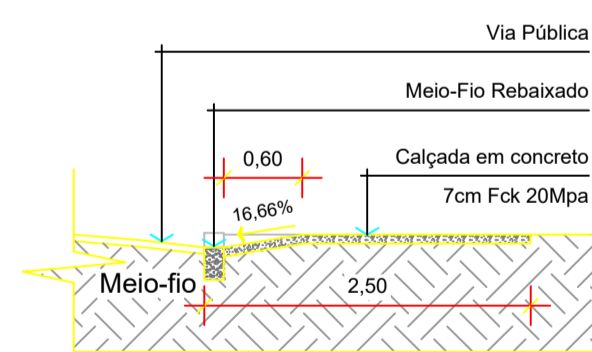 Via Pública
Meio-Fio Rebaixado
0,60
Calçada em concreto
16,66%
7cm Fck 20Mpa
Meio-fio
2,50